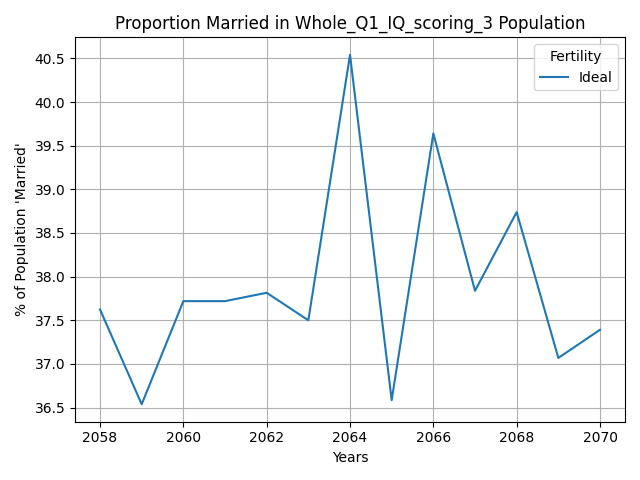 Proportion Married in Whole_Q1_IQ_scoring_3 Population
Fertility
Ideal
% of Population 'Married'
40.5
40.0
39.5
39.0
38.5
38.0
37.5
37.0
36.5
2058 2060 2062 2064 2066 2068 2070
Years